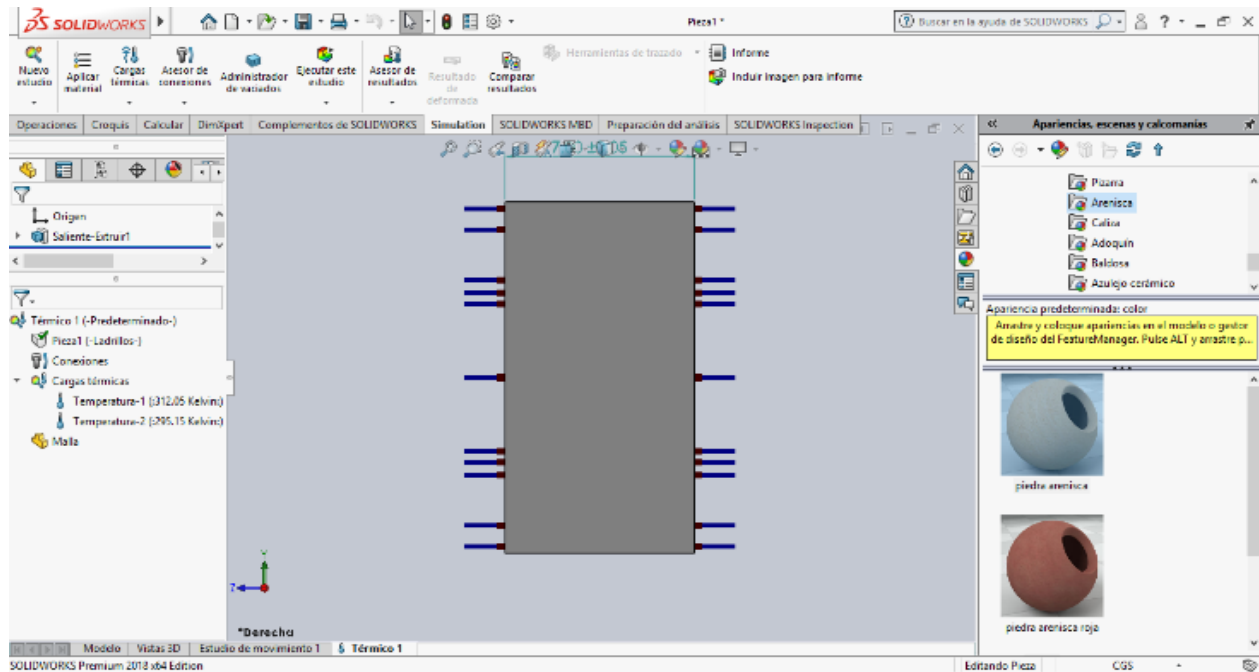 SOLIDWORKS
Pieza1 *
Buscar en la ayuda de SOLIDWORKS
Nuevo estudio
Aplicar material
Cargas térmicas
Asesor de conexiones
Administrador de variados
Ejecutar este estudio
Asesor de resultados
Resultado de deformada
Comparar resultados
Herramientas de trazado
Informe
Incluir imagen para informe
Operaciones Croquis Calcular DimXpert Complementos de SOLIDWORKS Simulation SOLIDWORKS MBD Preparación del análisis SOLIDWORKS Inspection
Origen
Saliente-Extruir1
Térmico 1 (-Predeterminado-)
Pieza1 (-Ladrillos-)
Conexiones
Cargas térmicas
Temperatura-1 (:312.05 Kelvin:)
Temperatura-2 (:295.15 Kelvin:)
Malla
Y
Z
*Derecha
Apariencias, escenas y calcomanías
Pizarra
Arenisca
Caliza
Adoquín
Baldosa
Azulejo cerámico
Apariencia predeterminada: color
Arrastre y coloque apariencias en el modelo o gestor
de diseño del FeatureManager. Pulse ALT y arrastre p...
piedra arenisca
piedra arenisca roja
Modelo Vistas 3D Estudio de movimiento 1 Térmico 1
SOLIDWORKS Premium 2018 x64 Edition
Editando Pieza CGS